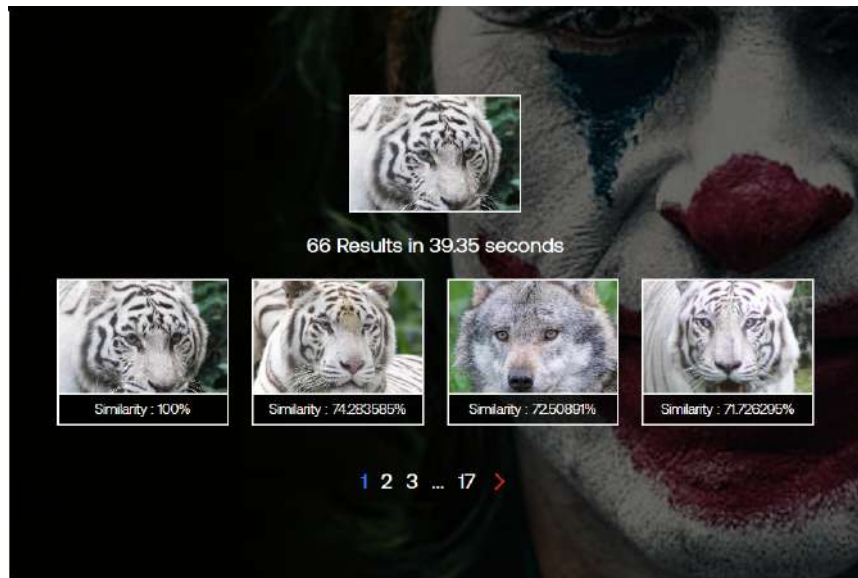 66 Results in 39.35 seconds
Similarity : 100%
Similarity : 74.283585%
Similarity : 72.50891%
Similarity : 71.726295%
1 2 3 ... 17 >